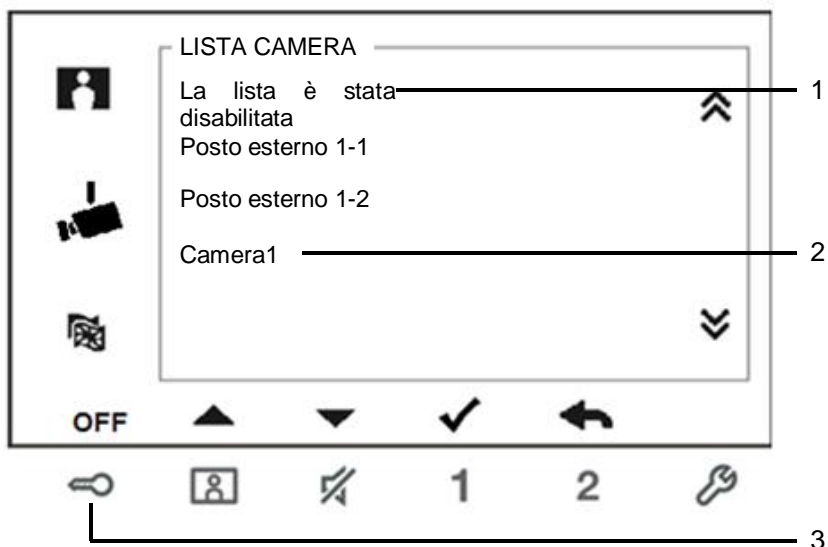 LISTA CAMERA
La lista è stata
disabilitata
Posto esterno 1-1
Posto esterno 1-2
Camera1
OFF
1 2
1
2
3